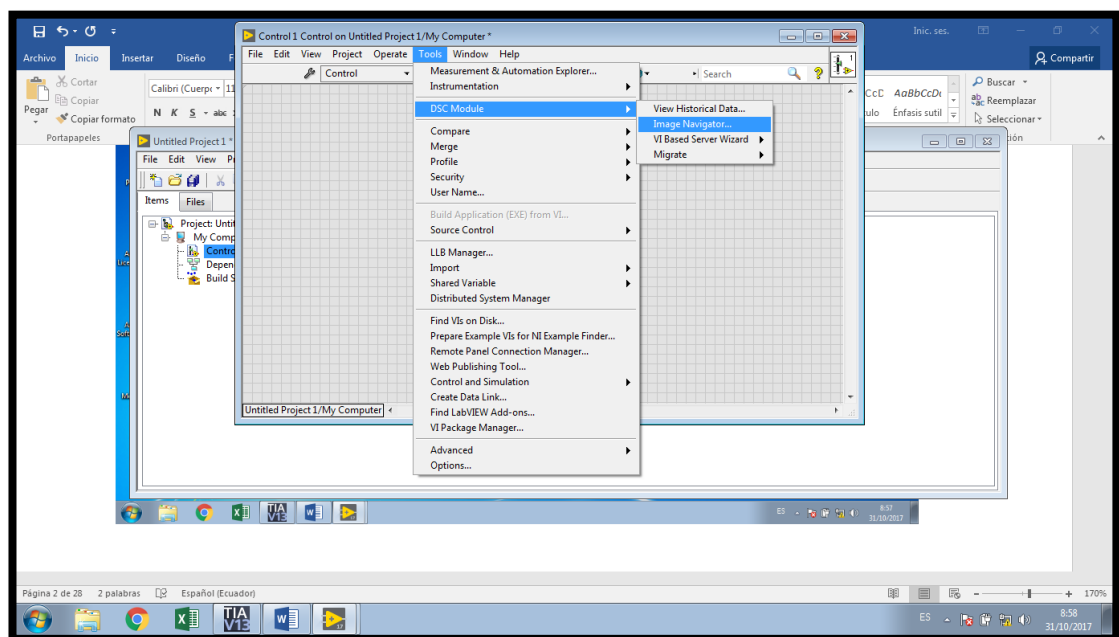 Inic. ses.
Archivo
Inicio
Insertar
Diseño
Compartir
Cortar
Copiar
Pegar
Copiar formato
Portapapeles
Calibri (Cuerpo
11
N K S abc
AaBbCcDc
Énfasis sutil
Buscar
Reemplazar
Seleccionar
Control 1 Control on Untitled Project 1/My Computer *
File Edit View Project Operate Tools Window Help
Control
Search
1
Measurement & Automation Explorer...
Instrumentation
DSC Module
Compare
Merge
Profile
Security
User Name...
Build Application (EXE) from VI...
Source Control
LLB Manager...
Import
Shared Variable
Distributed System Manager
Find VIs on Disk...
Prepare Example VIs for NI Example Finder...
Remote Panel Connection Manager...
Web Publishing Tool...
Control and Simulation
Create Data Link...
Find LabVIEW Add-ons...
VI Package Manager...
Advanced
Options...
View Historical Data...
Image Navigator...
VI Based Server Wizard
Migrate
Untitled Project 1/My Computer
Untitled Project 1 *
File Edit View
Items Files
Project: Untit
My Comp
Contro
Depen
Build S
TIA
V13
ES
8:57
31/10/2017
Página 2 de 28 2 palabras Español (Ecuador)
170%
TIA
V13
ES
8:58
31/10/2017